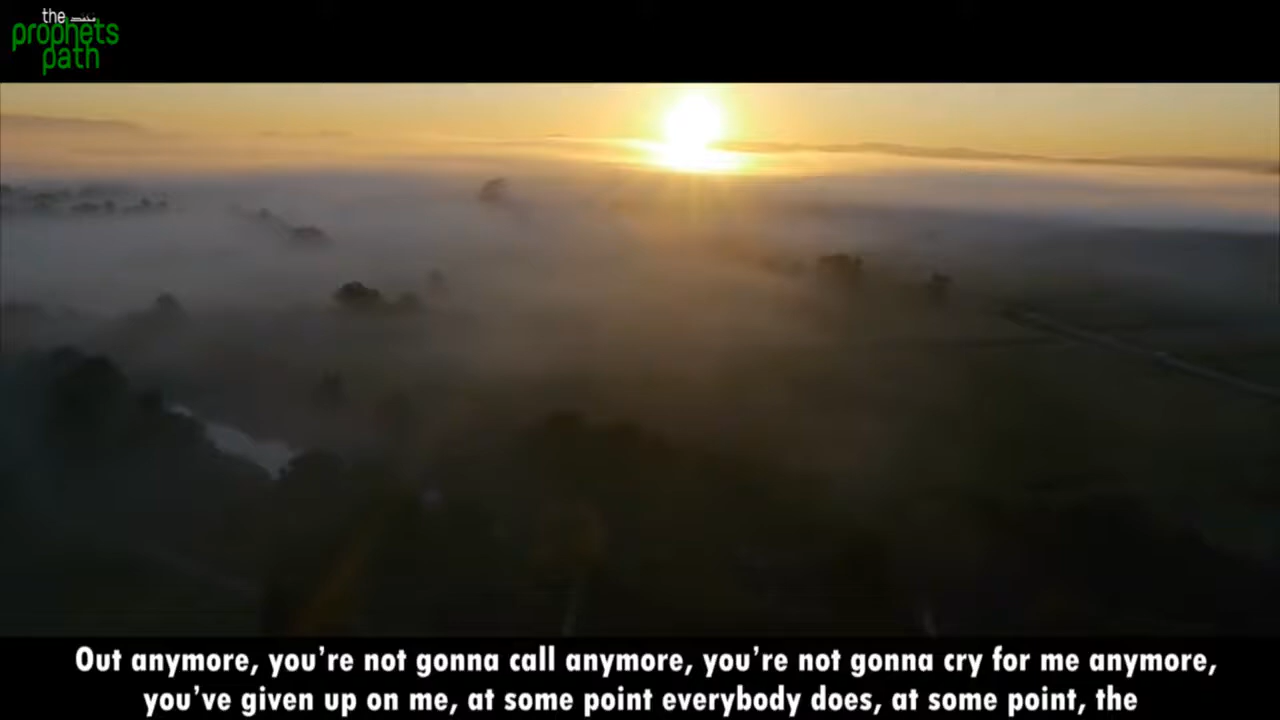 the
prophets
path
Out anymore, you're not gonna call anymore, you're not gonna cry for me anymore,
you've given up on me, at some point everybody does, at some point, the